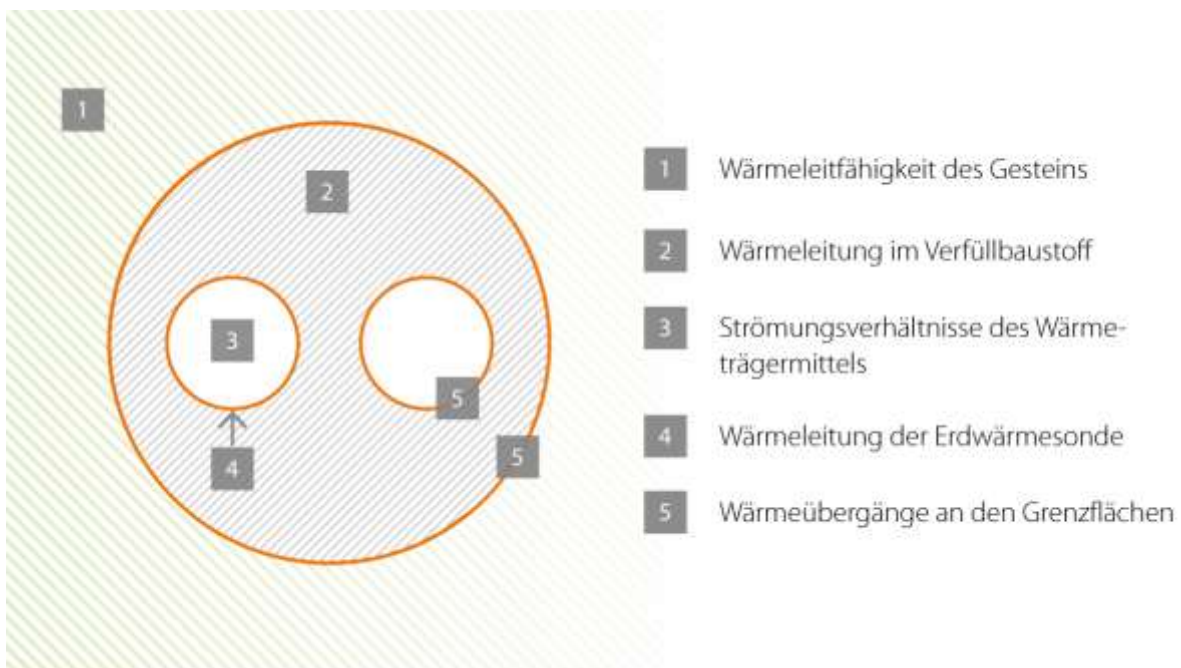 1
2
3
4
5
5
1 Wärmeleitfähigkeit des Gesteins
2 Wärmeleitung im Verfüllbaustoff
3 Strömungsverhältnisse des Wärme-
trägermittels
4 Wärmeleitung der Erdwärmesonde
5 Wärmeübergänge an den Grenzflächen